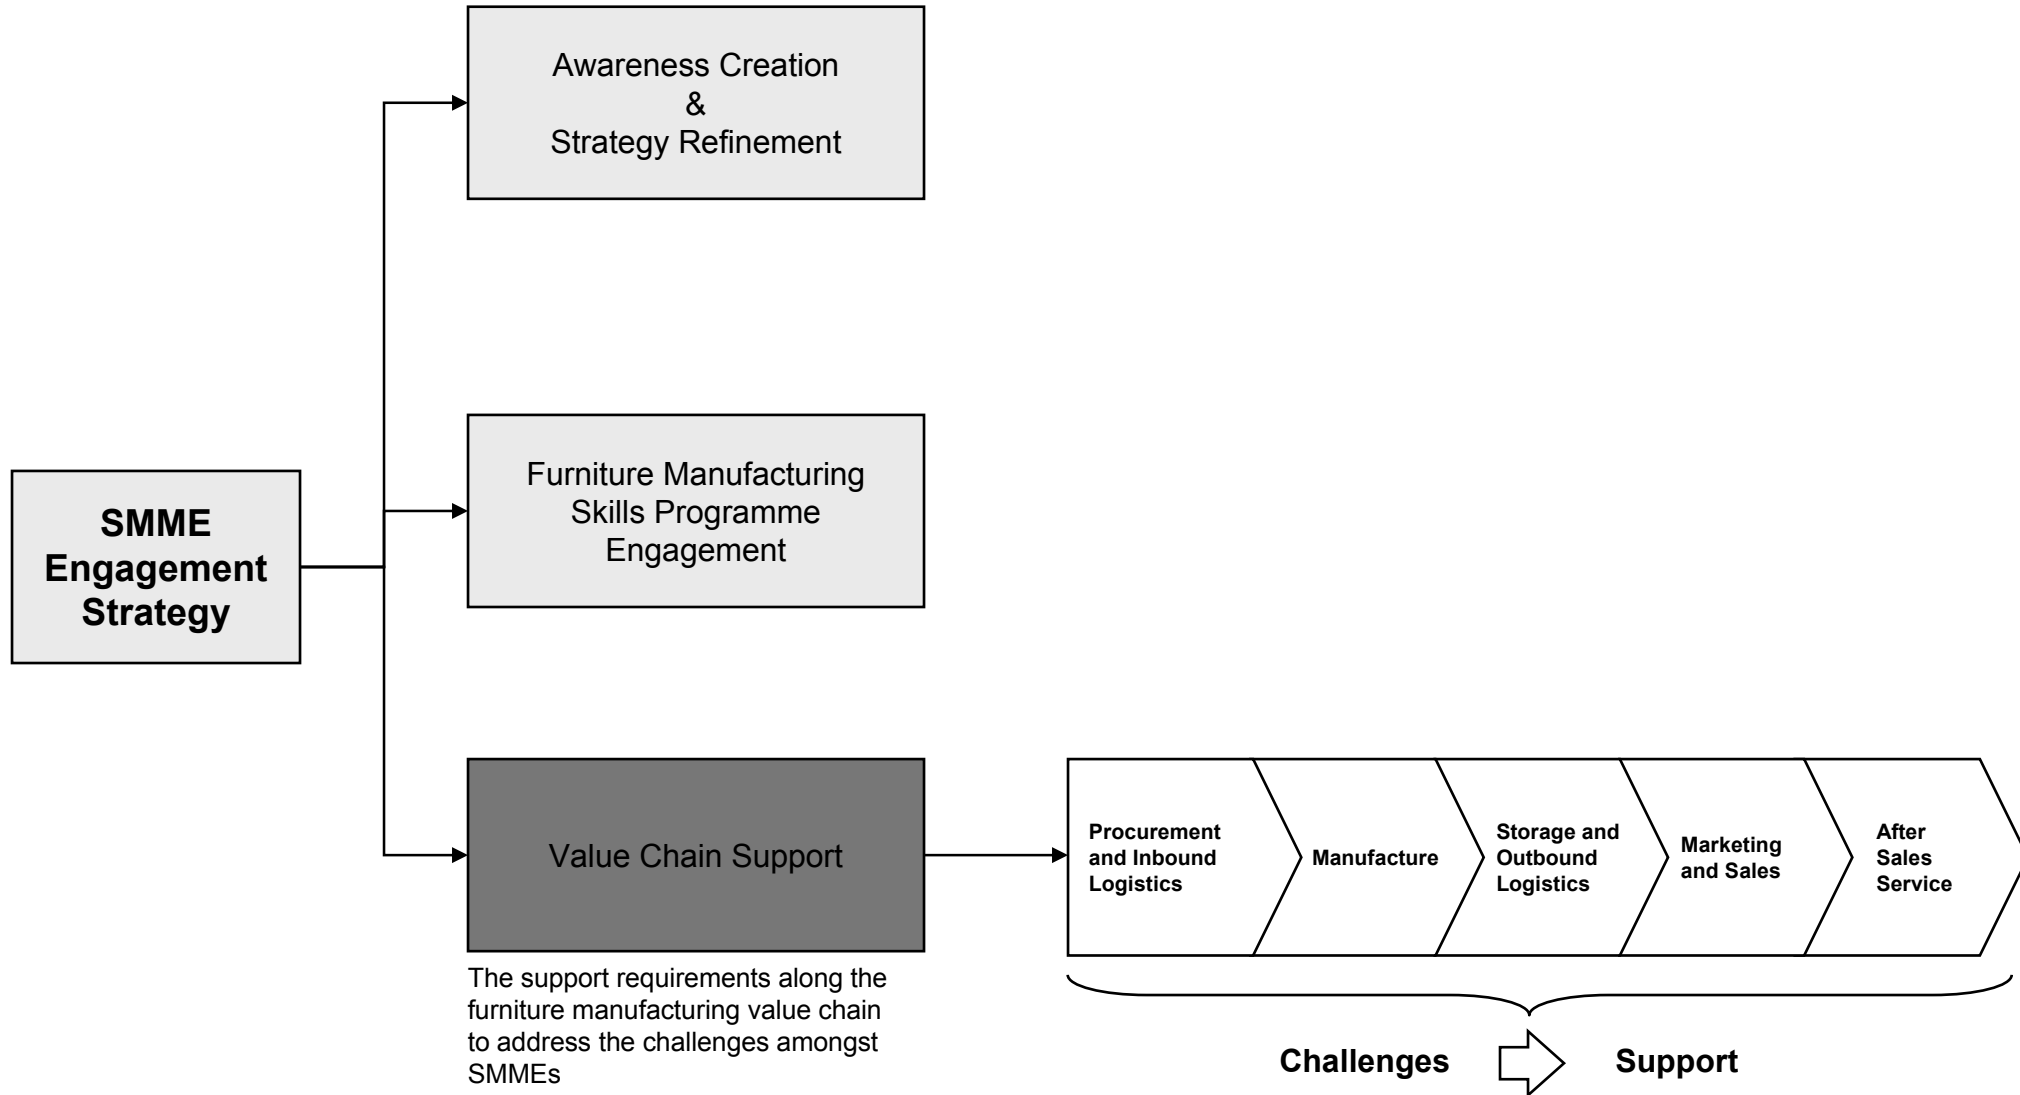 Awareness Creation
&
Strategy Refinement
Furniture Manufacturing
Skills Programme
Engagement
SMME
Engagement
Strategy
Value Chain Support
The support requirements along the
furniture manufacturing value chain
to address the challenges amongst
SMMEs
Procurement
and Inbound
Logistics
Manufacture
Storage and
Outbound
Logistics
Marketing
and Sales
After
Sales
Service
Challenges
Support